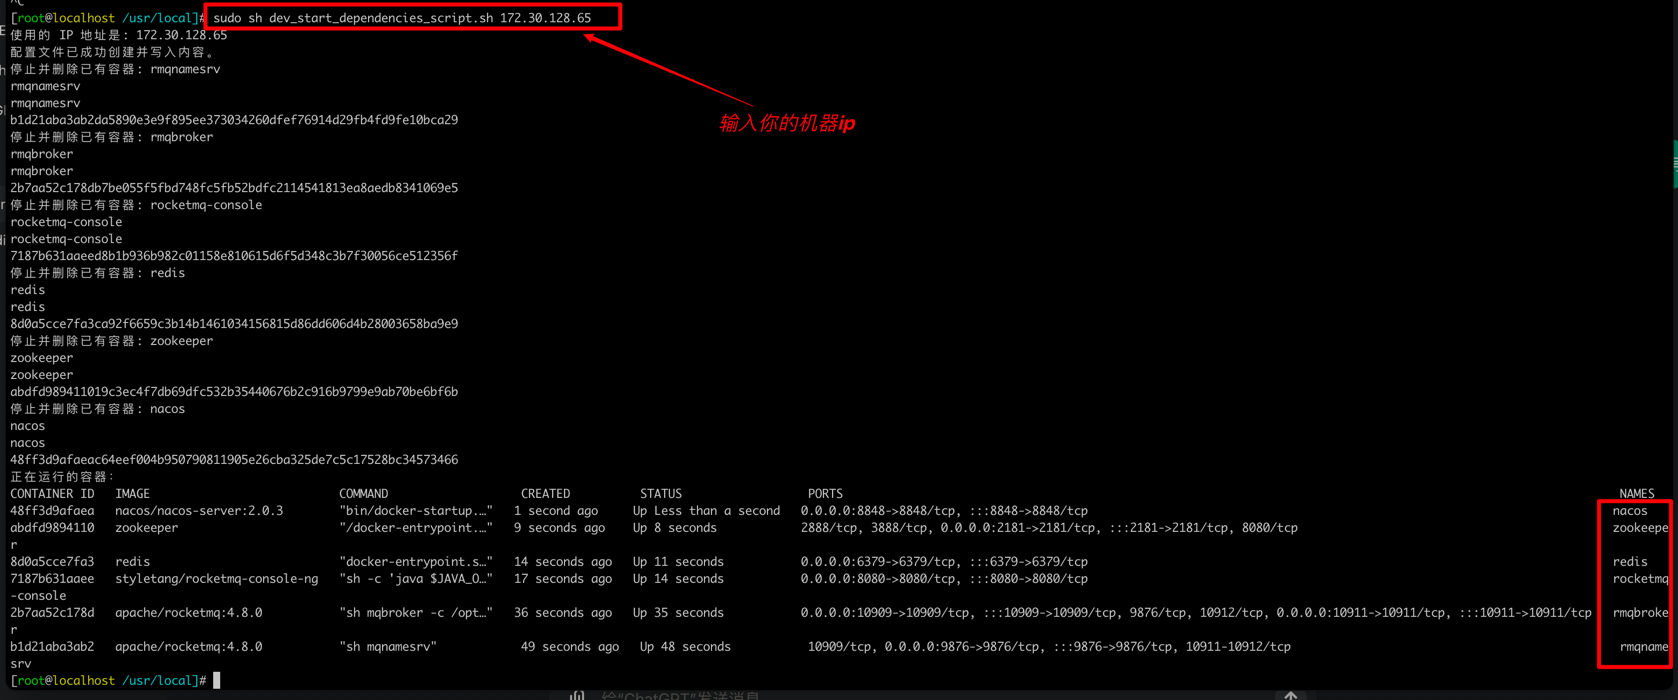 ^C
[root@localhost /usr/local]# sudo sh dev_start_dependencies_script.sh 172.30.128.65
使用的 IP 地址是: 172.30.128.65
配置文件已成功创建并写入内容。
停止并删除已有容器: rmqnamesrv
rmqnamesrv
rmqnamesrv
b1d21aba3ab2da5890e3e9f895ee373034260dfef76914d29fb4fd9fe10bca29
输入你的机器ip
停止并删除已有容器: rmqbroker
rmqbroker
rmqbroker
2b7aa52c178db7be055f5fbd748fc5fb52bdfc2114541813ea8aedb8341069e5
停止并删除已有容器: rocketmq-console
rocketmq-console
rocketmq-console
7187b631aaeed8b1b936b982c01158e810615d6f5d348c3b7f30056ce512356f
停止并删除已有容器: redis
redis
redis
8d0a5cce7fa3ca92f6659c3b14b1461034156815d86dd606d4b28003658ba9e9
停止并删除已有容器: zookeeper
zookeeper
zookeeper
abdfd989411019c3ec4f7db69dfc532b35440676b2c916b9799e9ab70be6bf6b
停止并删除已有容器: nacos
nacos
nacos
48ff3d9afaeac64eef004b950790811905e26cba325de7c5c17528bc34573466
正在运行的容器:
CONTAINER ID IMAGE COMMAND CREATED STATUS PORTS NAMES
48ff3d9afaea nacos/nacos-server:2.0.3 "bin/docker-startup.…" 1 second ago Up Less than a second 0.0.0.0:8848->8848/tcp, :::8848->8848/tcp nacos
abdfd9894110 zookeeper "/docker-entrypoint.…" 9 seconds ago Up 8 seconds 2888/tcp, 3888/tcp, 0.0.0.0:2181->2181/tcp, :::2181->2181/tcp, 8080/tcp zookeepe
r
8d0a5cce7fa3 redis "docker-entrypoint.s…" 14 seconds ago Up 11 seconds 0.0.0.0:6379->6379/tcp, :::6379->6379/tcp redis
7187b631aaee styletang/rocketmq-console-ng "sh -c 'java $JAVA_O…" 17 seconds ago Up 14 seconds 0.0.0.0:8080->8080/tcp, :::8080->8080/tcp rocketmq
-console
2b7aa52c178d apache/rocketmq:4.8.0 "sh mqbroker -c /opt…" 36 seconds ago Up 35 seconds 0.0.0.0:10909->10909/tcp, :::10909->10909/tcp, 9876/tcp, 10912/tcp, 0.0.0.0:10911->10911/tcp, :::10911->10911/tcp rmqbroke
r
b1d21aba3ab2 apache/rocketmq:4.8.0 "sh mqnamesrv" 49 seconds ago Up 48 seconds 10909/tcp, 0.0.0.0:9876->9876/tcp, :::9876->9876/tcp, 10911-10912/tcp rmqname
srv
[root@localhost /usr/local]#
给"ChatGPT"发送消息